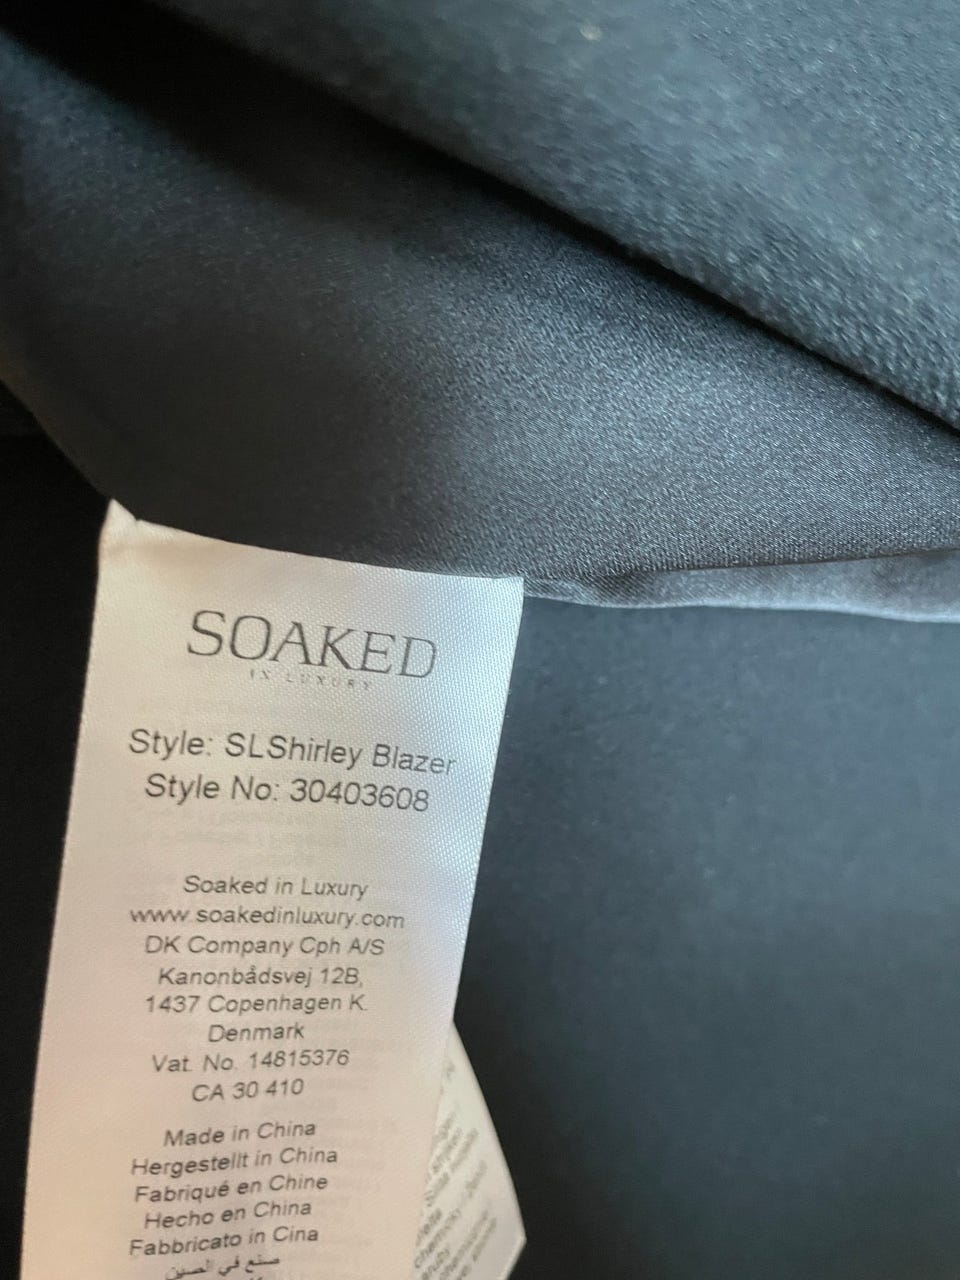 SOAKED
IN LUXURY
Style: SLShirley Blazer
Style No: 30403608
Soaked in Luxury
www.soakedinluxury.com
DK Company Cph A/S
Kanonbådsvej 12B,
1437 Copenhagen K.
Denmark
Vat. No. 14815376
CA 30 410
Made in China
Hergestellt in China
Fabriqué en Chine
Hecho en China
Fabbricato in Cina
صنع في الصين